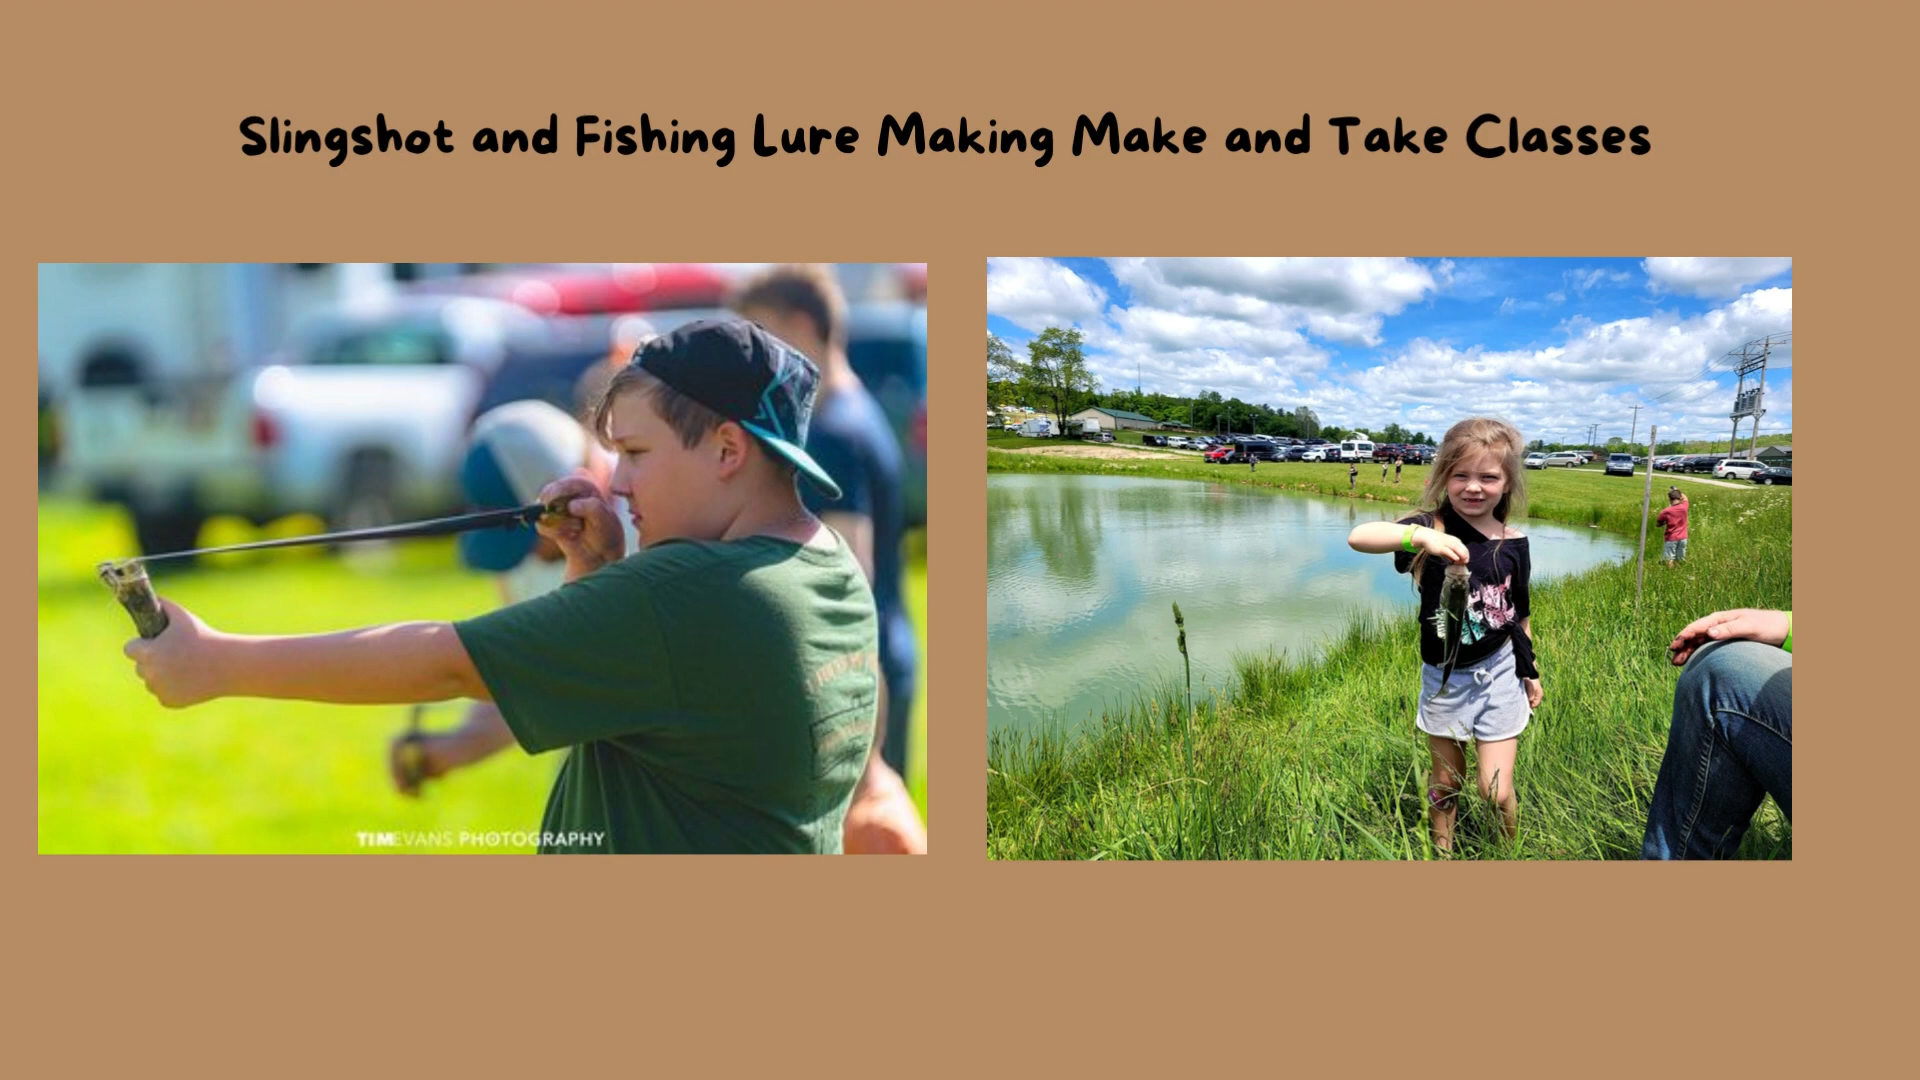 Slingshot and Fishing Lure Making Make and Take Classes
TIMEVANS PHOTOGRAPHY